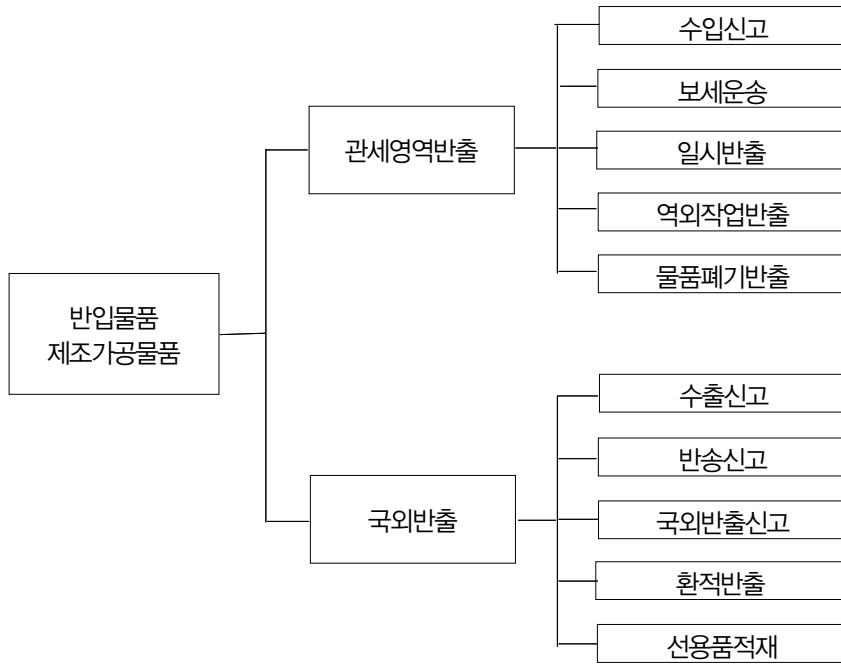 반입물품
제조가공물품
관세영역반출
수입신고
보세운송
일시반출
역외작업반출
물품폐기반출
국외반출
수출신고
반송신고
국외반출신고
환적반출
선용품적재